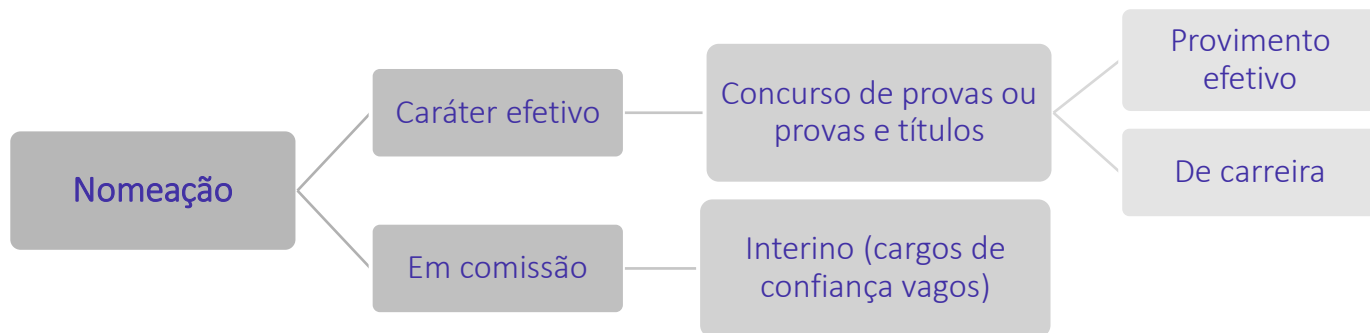 Nomeação
Caráter efetivo
Concurso de provas ou
provas e títulos
Provimento
efetivo
De carreira
Em comissão
Interino (cargos de
confiança vagos)